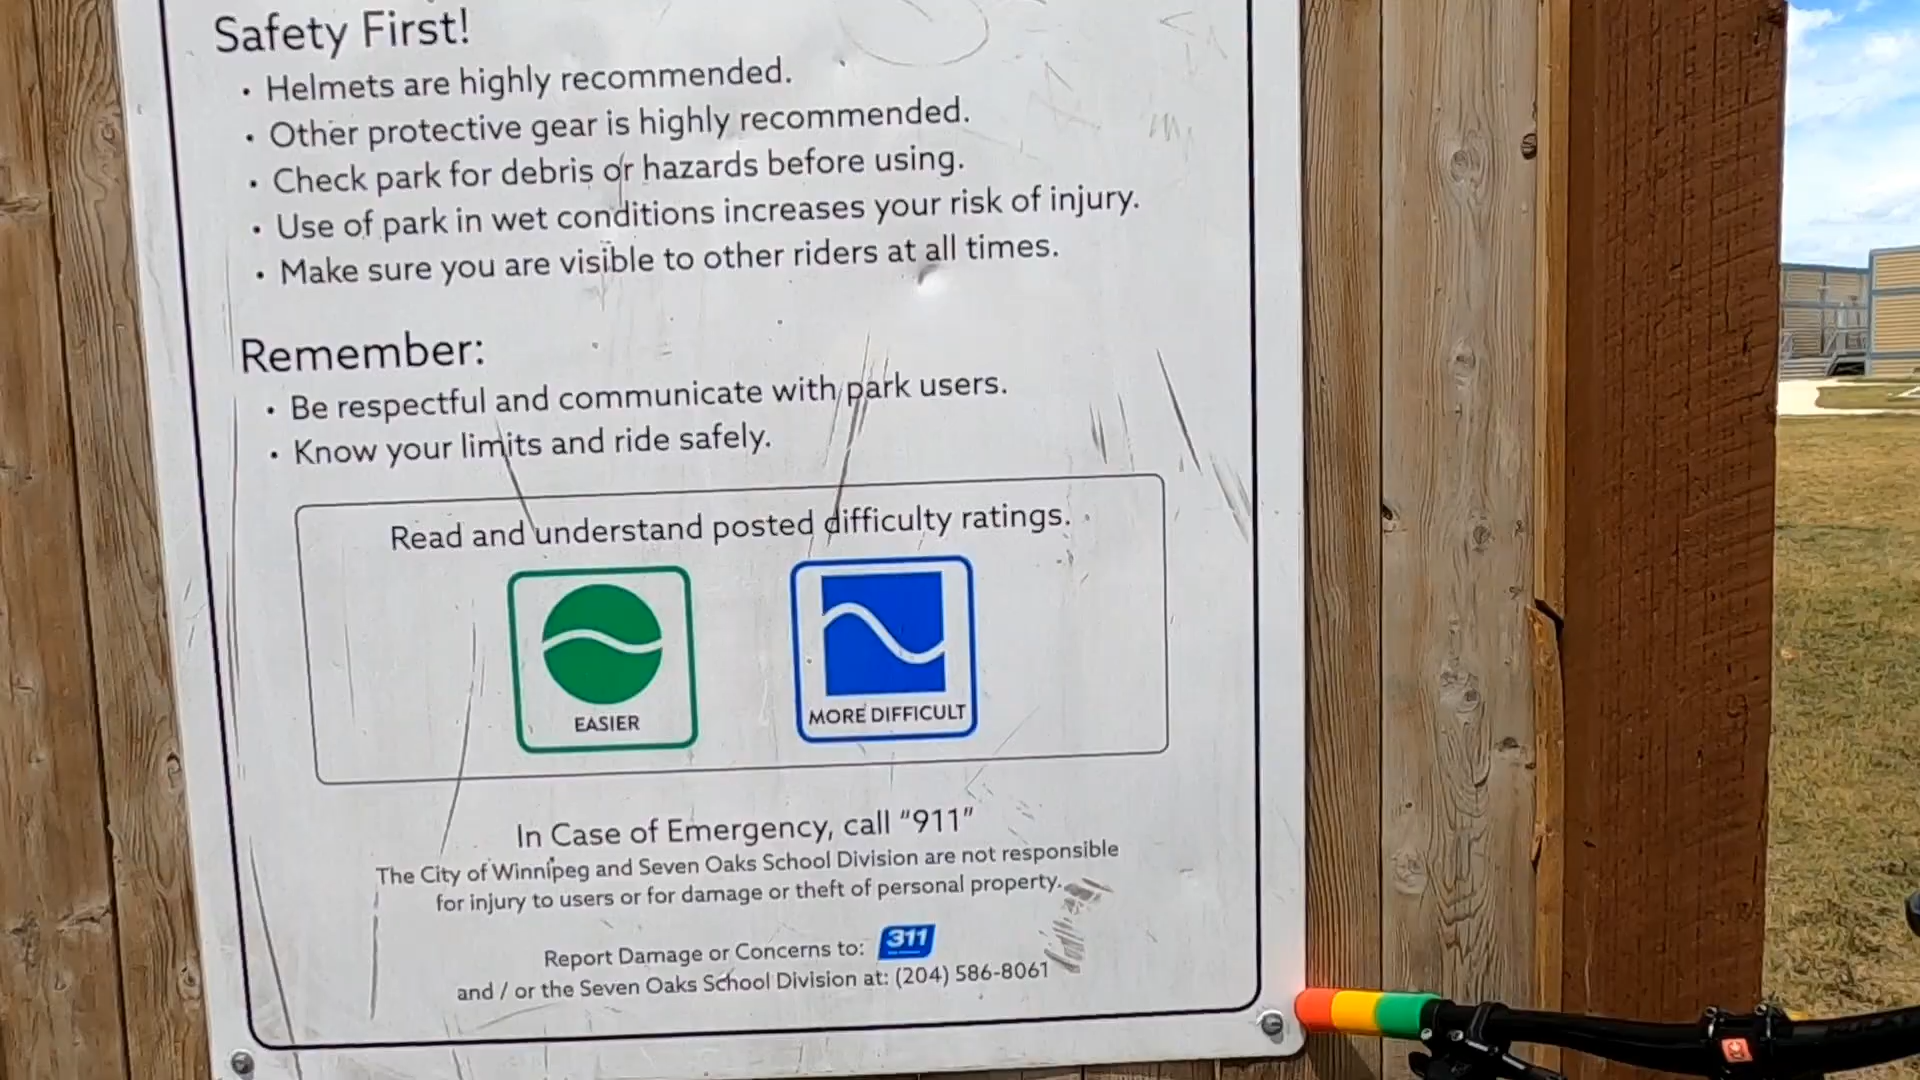 Safety First!
• Helmets are highly recommended.
• Other protective gear is highly recommended.
• Check park for debris or hazards before using.
• Use of park in wet conditions increases your risk of injury.
• Make sure you are visible to other riders at all times.
Remember:
• Be respectful and communicate with park users.
• Know your limits and ride safely.
Read and understand posted difficulty ratings.
EASIER
MORE DIFFICULT
In Case of Emergency, call “911”
The City of Winnipeg and Seven Oaks School Division are not responsible
for injury to users or for damage or theft of personal property.
Report Damage or Concerns to: 311
and / or the Seven Oaks School Division at: (204) 586-8061